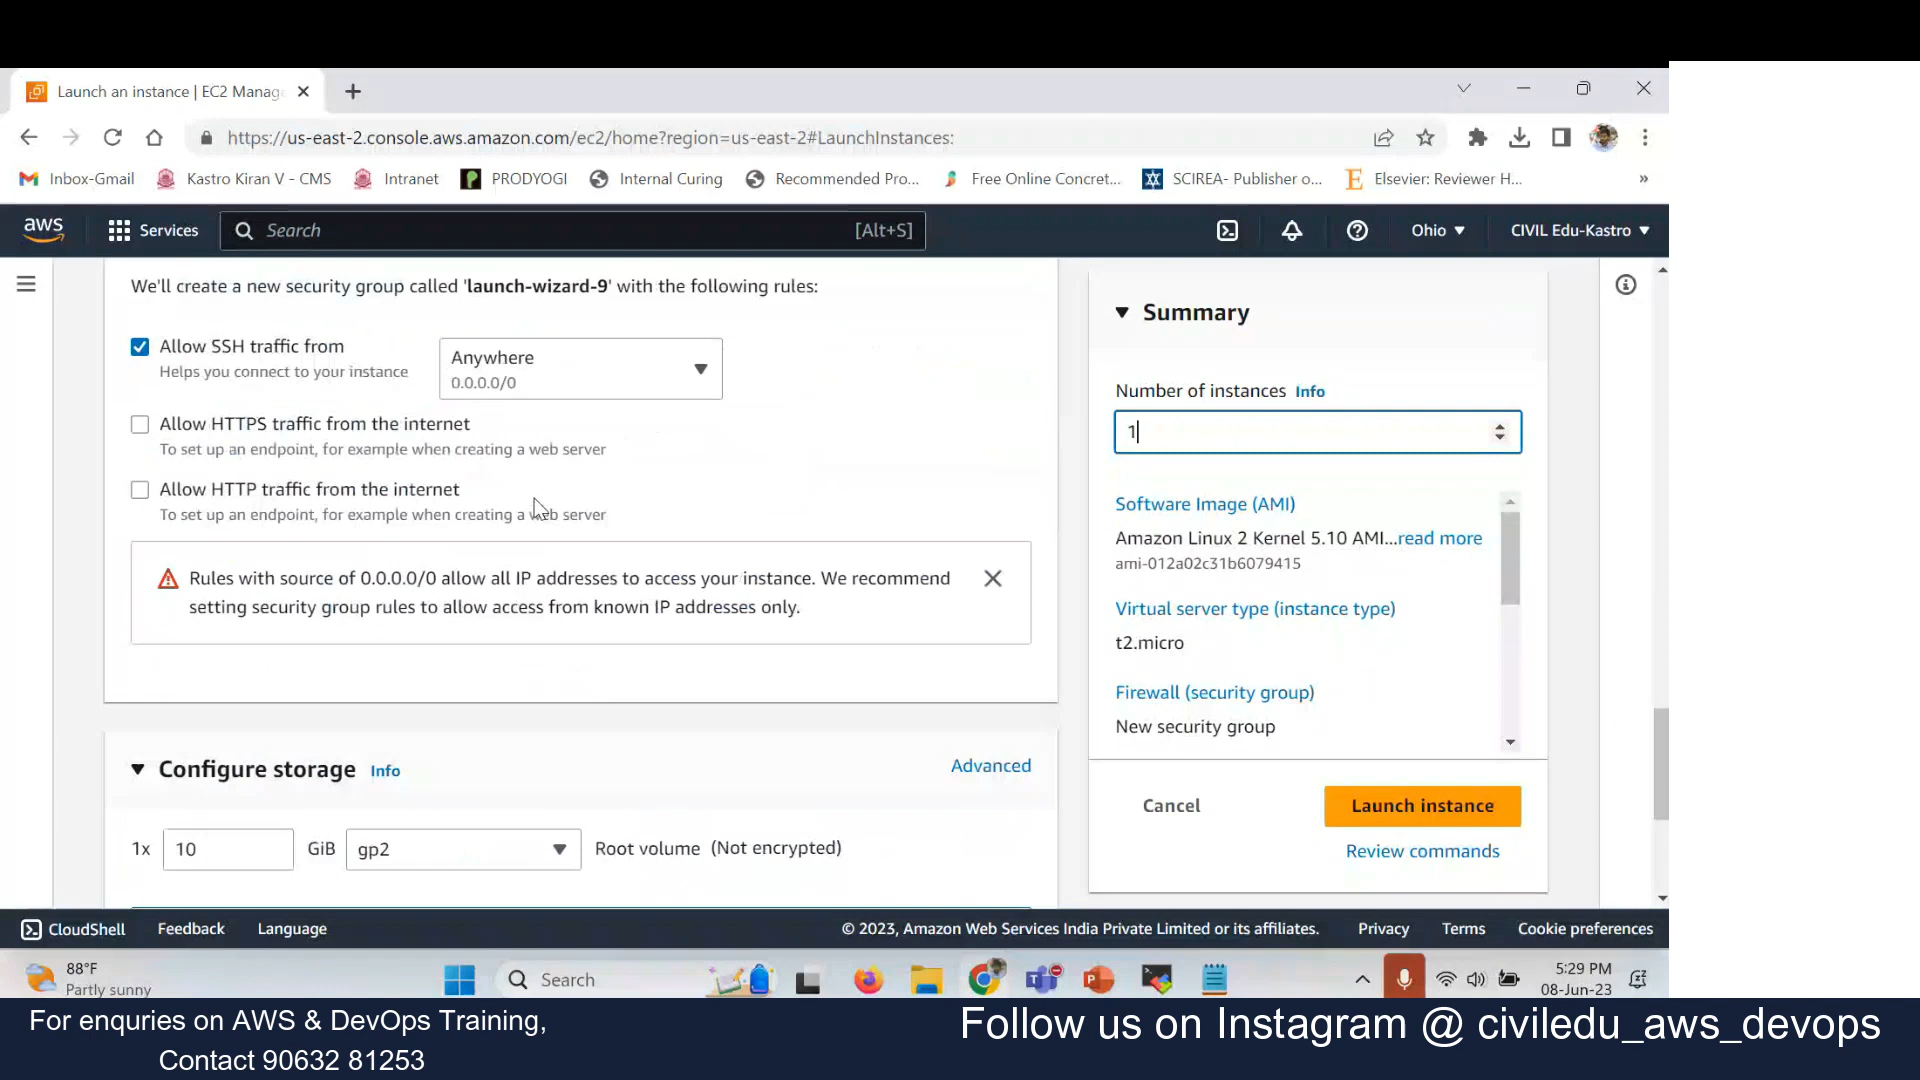 Launch an instance | EC2 Manag
https://us-east-2.console.aws.amazon.com/ec2/home?region=us-east-2#LaunchInstances:
Inbox-Gmail Kastro Kiran V - CMS Intranet PRODYOGI Internal Curing Recommended Pro... Free Online Concret... SCIREA- Publisher o... Elsevier: Reviewer H... »
aws Services Search [Alt+S] Ohio CIVIL Edu-Kastro
We'll create a new security group called 'launch-wizard-9' with the following rules:
Allow SSH traffic from
Helps you connect to your instance
Anywhere
0.0.0.0/0
Allow HTTPS traffic from the internet
To set up an endpoint, for example when creating a web server
Allow HTTP traffic from the internet
To set up an endpoint, for example when creating a web server
Rules with source of 0.0.0.0/0 allow all IP addresses to access your instance. We recommend
setting security group rules to allow access from known IP addresses only.
Configure storage Info Advanced
1x 10 GiB gp2 Root volume (Not encrypted)
Summary
Number of instances Info
1
Software Image (AMI)
Amazon Linux 2 Kernel 5.10 AMI...read more
ami-012a02c31b6079415
Virtual server type (instance type)
t2.micro
Firewall (security group)
New security group
Cancel Launch instance
Review commands
CloudShell Feedback Language © 2023, Amazon Web Services India Private Limited or its affiliates. Privacy Terms Cookie preferences
88°F
Partly sunny
Search
5:29 PM
08-Jun-23
For enquries on AWS & DevOps Training,
Contact 90632 81253
Follow us on Instagram @ civiledu_aws_devops